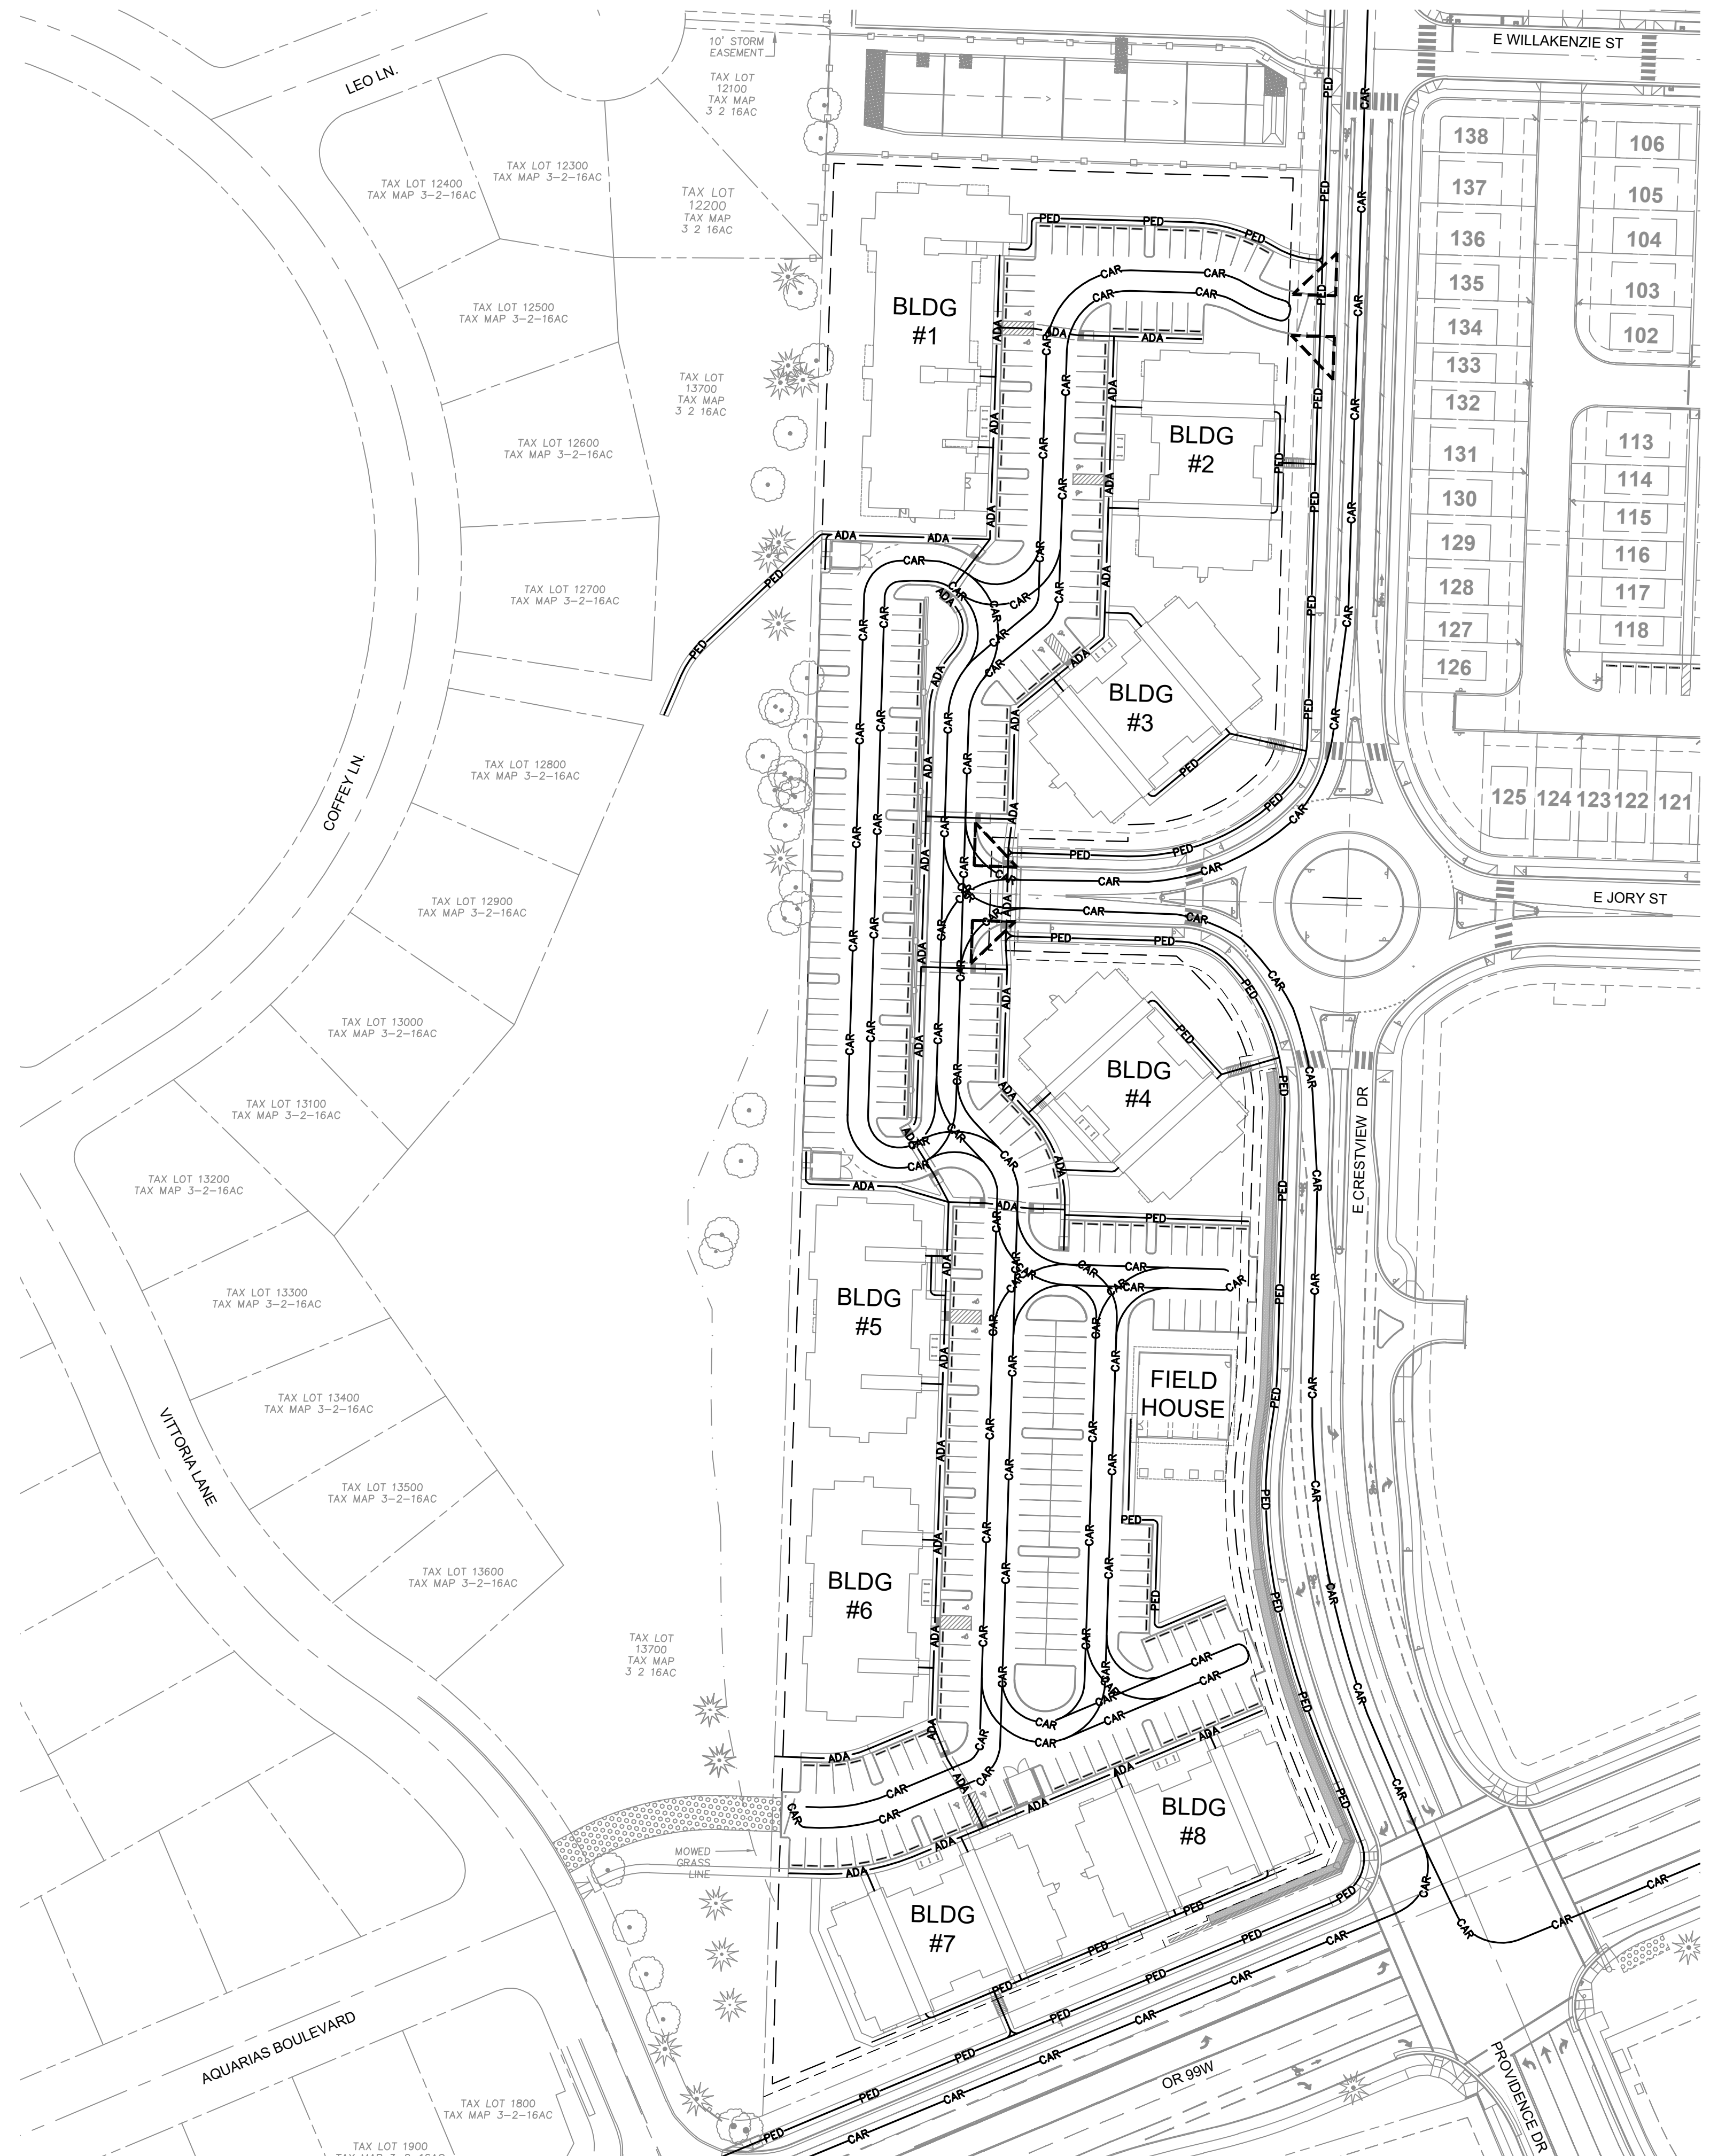 10' STORM
EASEMENT
TAX LOT
12100
TAX MAP
3 2 16AC
E WILLAKENZIE ST
LEO LN.
TAX LOT 12300
TAX MAP 3-2-16AC
TAX LOT 12400
TAX MAP 3-2-16AC
TAX LOT
12200
TAX MAP
3 2 16AC
TAX LOT 12500
TAX MAP 3-2-16AC
TAX LOT
13700
TAX MAP
3 2 16AC
TAX LOT 12600
TAX MAP 3-2-16AC
TAX LOT 12700
TAX MAP 3-2-16AC
TAX LOT 12800
TAX MAP 3-2-16AC
COFFEY LN.
TAX LOT 12900
TAX MAP 3-2-16AC
TAX LOT 13000
TAX MAP 3-2-16AC
TAX LOT 13100
TAX MAP 3-2-16AC
TAX LOT 13200
TAX MAP 3-2-16AC
TAX LOT 13300
TAX MAP 3-2-16AC
TAX LOT 13400
TAX MAP 3-2-16AC
TAX LOT 13500
TAX MAP 3-2-16AC
TAX LOT 13600
TAX MAP 3-2-16AC
VITTORIA LANE
TAX LOT
13700
TAX MAP
3 2 16AC
MOWED
GRASS
LINE
AQUARIAS BOULEVARD
TAX LOT 1800
TAX MAP 3-2-16AC
TAX LOT 1900
BLDG
#1
BLDG
#2
BLDG
#3
BLDG
#4
BLDG
#5
BLDG
#6
FIELD
HOUSE
BLDG
#8
BLDG
#7
138
137
136
135
134
133
132
131
130
129
128
127
126
106
105
104
103
102
113
114
115
116
117
118
125 124 123 122 121
E JORY ST
E CRESTVIEW DR
OR 99W
PROVIDENCE DR
PED
CAR
ADA